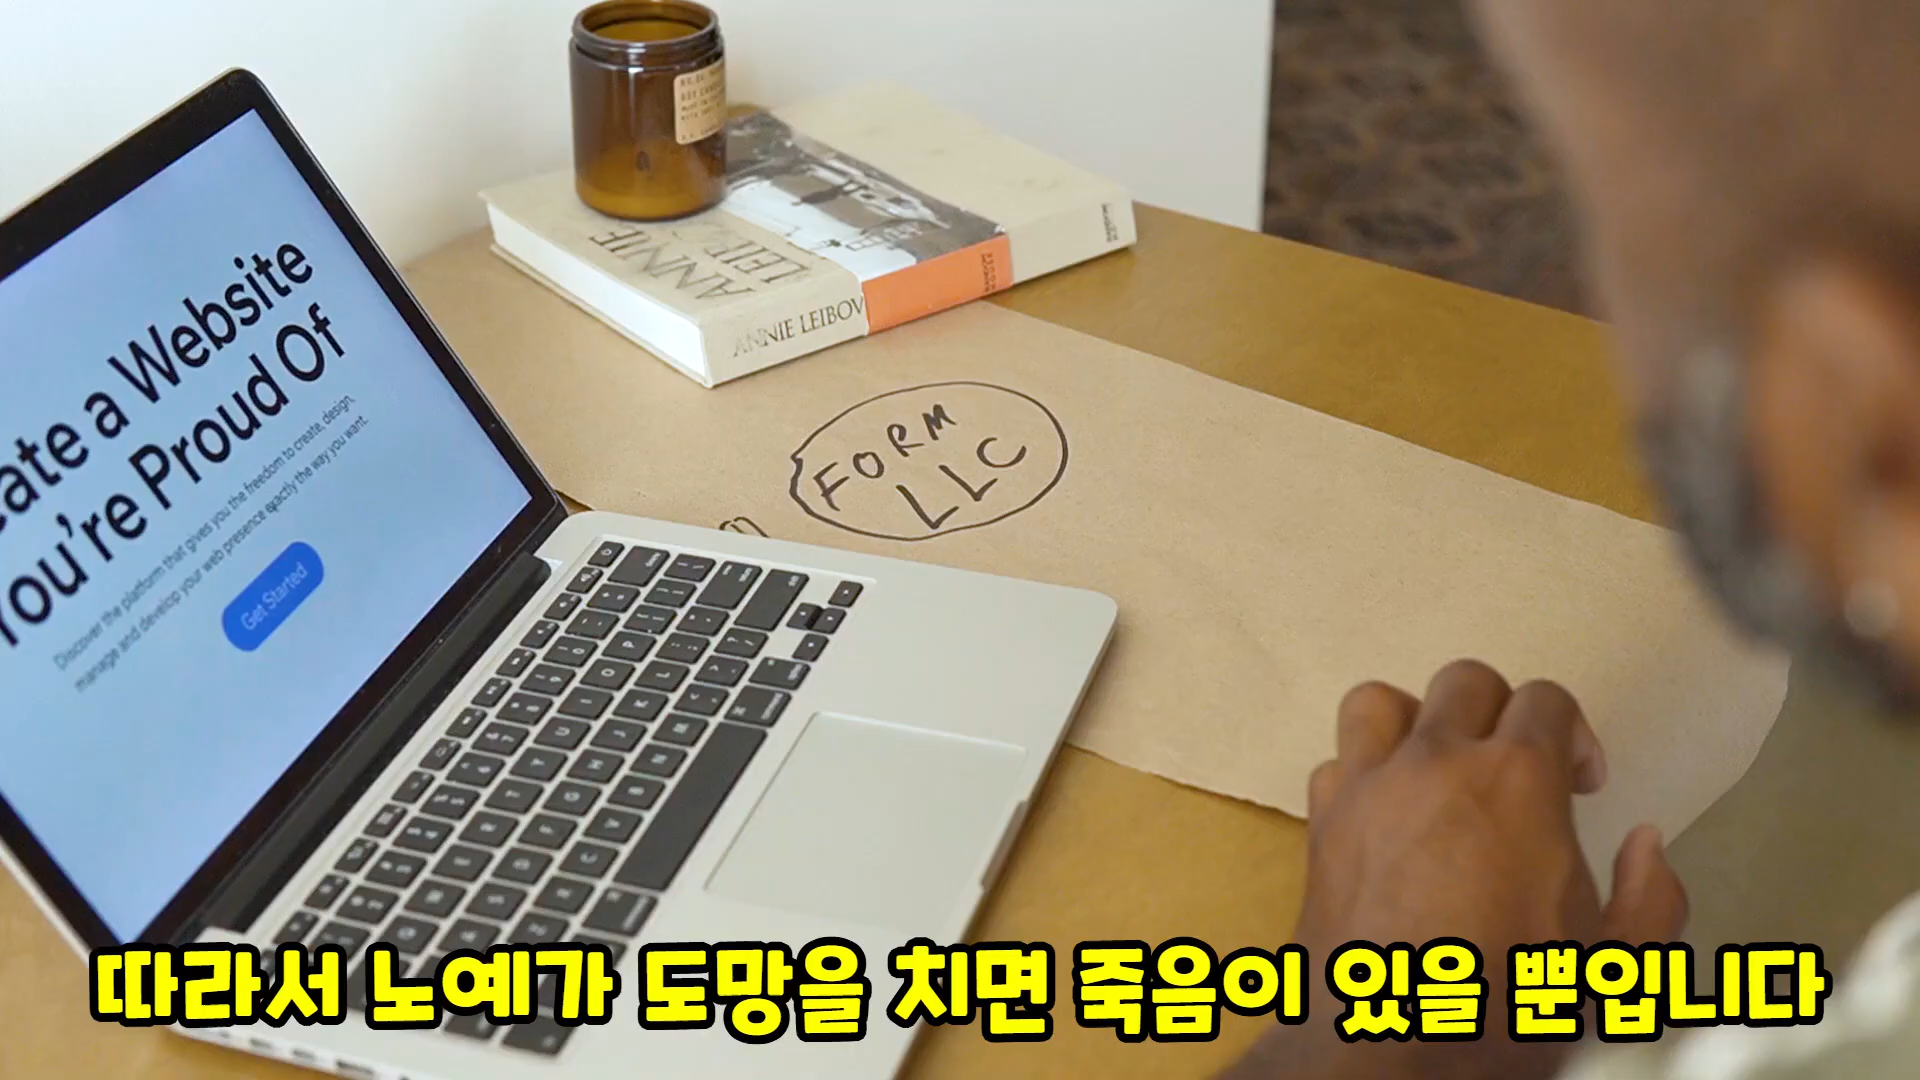 ate a Website
You're Proud Of
Discover the platform that gives you the freedom to create, design,
manage and develop your web presence exactly the way you want.
Get Started
ANNIE
LEIB
ANNIE LEIBOV
FORM
LLC
따라서 노예가 도망을 치면 죽음이 있을 뿐입니다